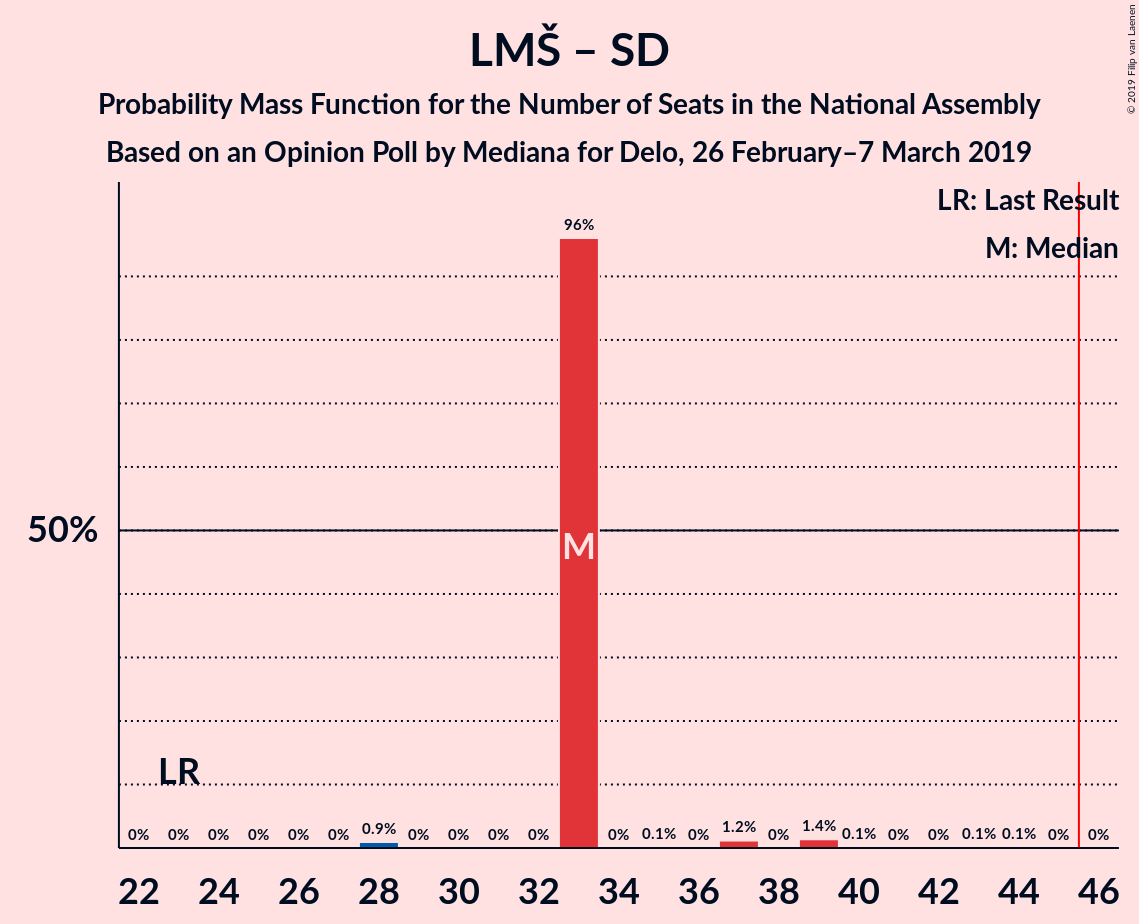 LMŠ – SD
Probability Mass Function for the Number of Seats in the National Assembly
Based on an Opinion Poll by Mediana for Delo, 26 February–7 March 2019
© 2019 Filip van Laenen
LR: Last Result
M: Median
50%
LR
M
0% 0% 0% 0% 0% 0% 0.9% 0% 0% 0% 0% 96% 0% 0.1% 0% 1.2% 0% 1.4% 0.1% 0% 0% 0.1% 0.1% 0% 0%
22 24 26 28 30 32 34 36 38 40 42 44 46